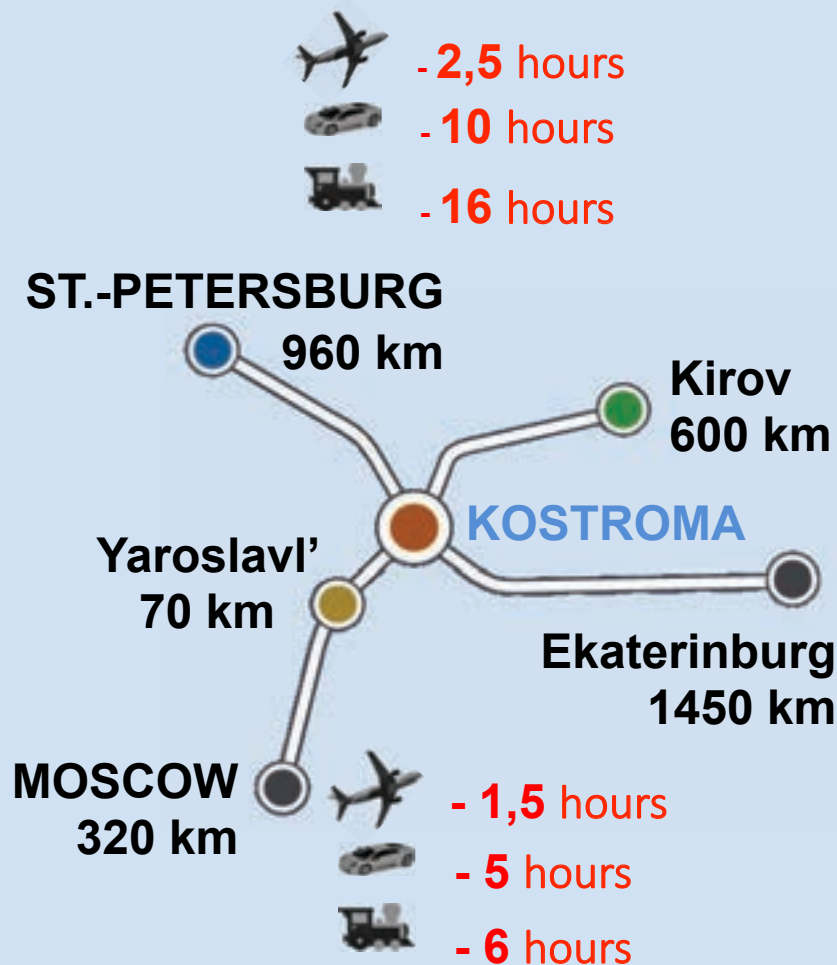 - 2,5 hours
- 10 hours
- 16 hours
ST.-PETERSBURG
960 km
Kirov
600 km
KOSTROMA
Yaroslavl’
70 km
Ekaterinburg
1450 km
MOSCOW
320 km
- 1,5 hours
- 5 hours
- 6 hours